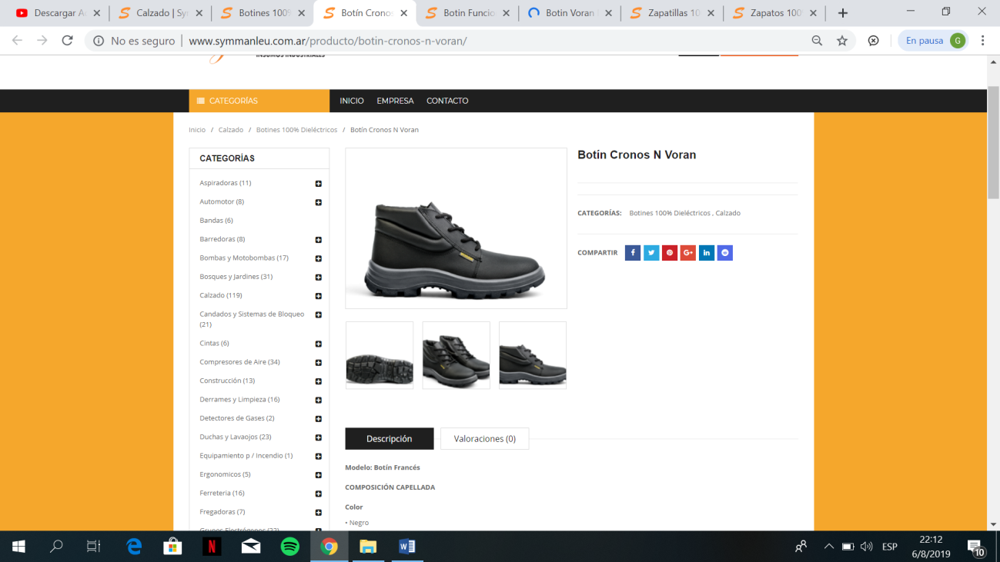 Descargar A
Calzado | Sy
Botines 100%
Botín Crono
Botin Funcio
Botin Voran
Zapatillas 10
Zapatos 100
No es seguro | www.symmanleu.com.ar/producto/botin-cronos-n-voran/
En pausa G
INSUMOS INDUSTRIALES
CATEGORÍAS INICIO EMPRESA CONTACTO
Inicio / Calzado / Botines 100% Dieléctricos / Botín Cronos N Voran
CATEGORÍAS
Aspiradoras (11)
Automotor (8)
Bandas (6)
Barredoras (8)
Bombas y Motobombas (17)
Bosques y Jardines (31)
Calzado (119)
Candados y Sistemas de Bloqueo
(21)
Cintas (6)
Compresores de Aire (34)
Construcción (13)
Derrames y Limpieza (16)
Detectores de Gases (2)
Duchas y Lavaojos (23)
Equipamiento p / Incendio (1)
Ergonomicos (5)
Ferreteria (16)
Fregadoras (7)
Grupos Electrógenos (22)
Botín Cronos N Voran
CATEGORÍAS: Botines 100% Dieléctricos , Calzado
COMPARTIR
Descripción
Valoraciones (0)
Modelo: Botín Francés
COMPOSICIÓN CAPELLADA
Color
• Negro
ESP
22:12
6/8/2019
10